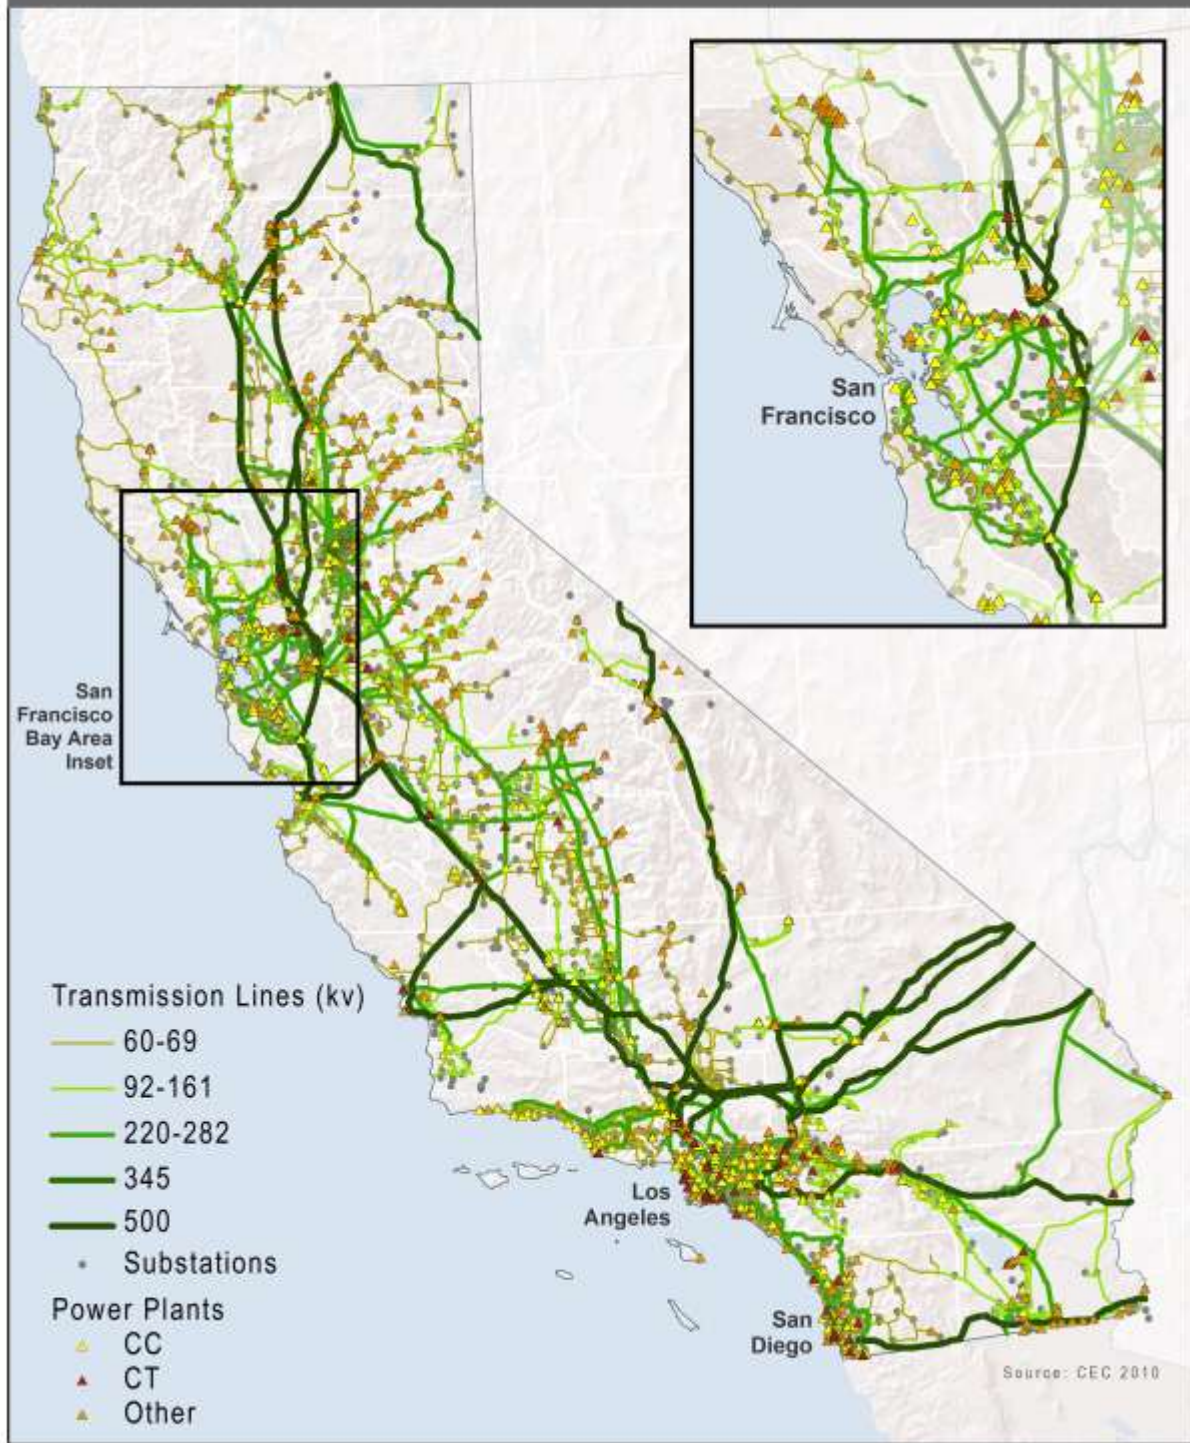 San
Francisco
San
Francisco
Bay Area
Inset
Transmission Lines (kv)
60-69
92-161
220-282
345
500
Substations
Power Plants
CC
CT
Other
Los
Angeles
San
Diego
Source: CEC 2010